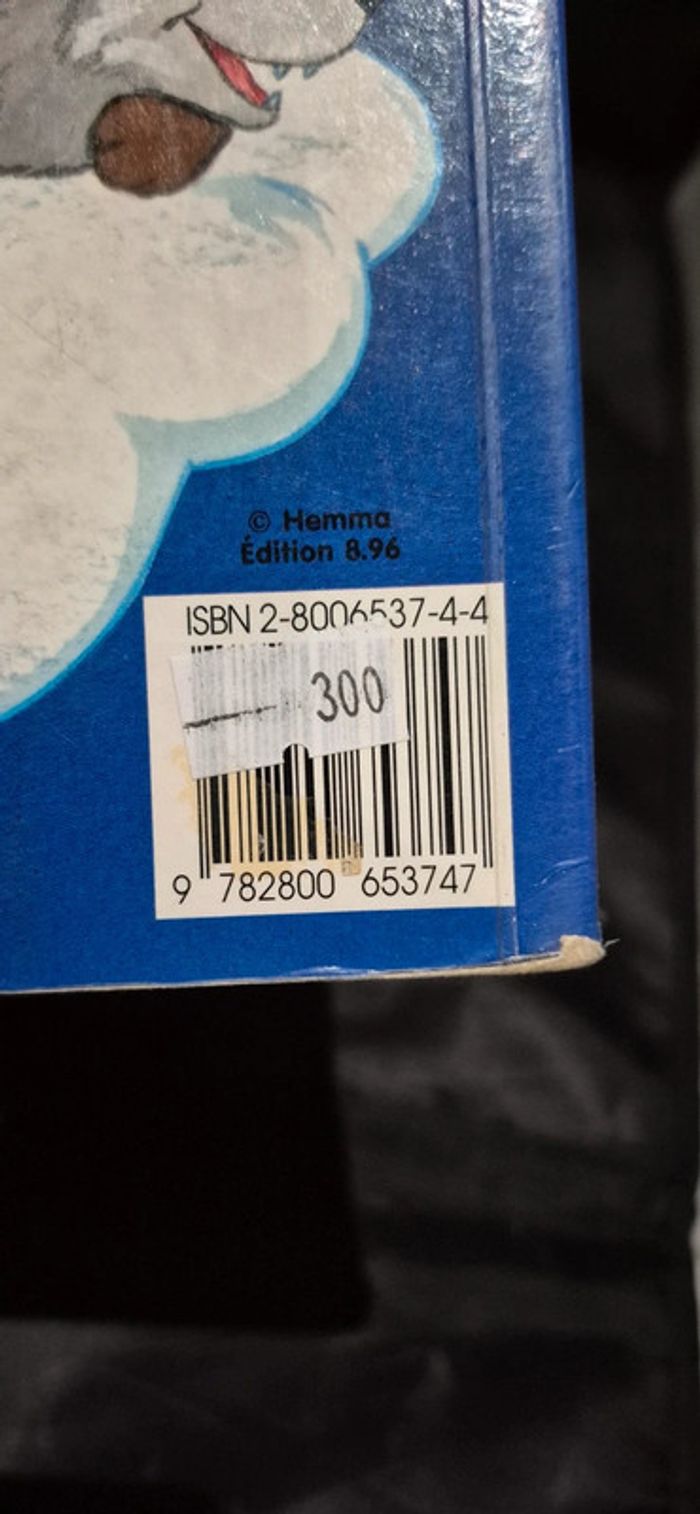 © Hemma
Édition 8.96
ISBN 2-8006537-4-4
300
9 782800 653747